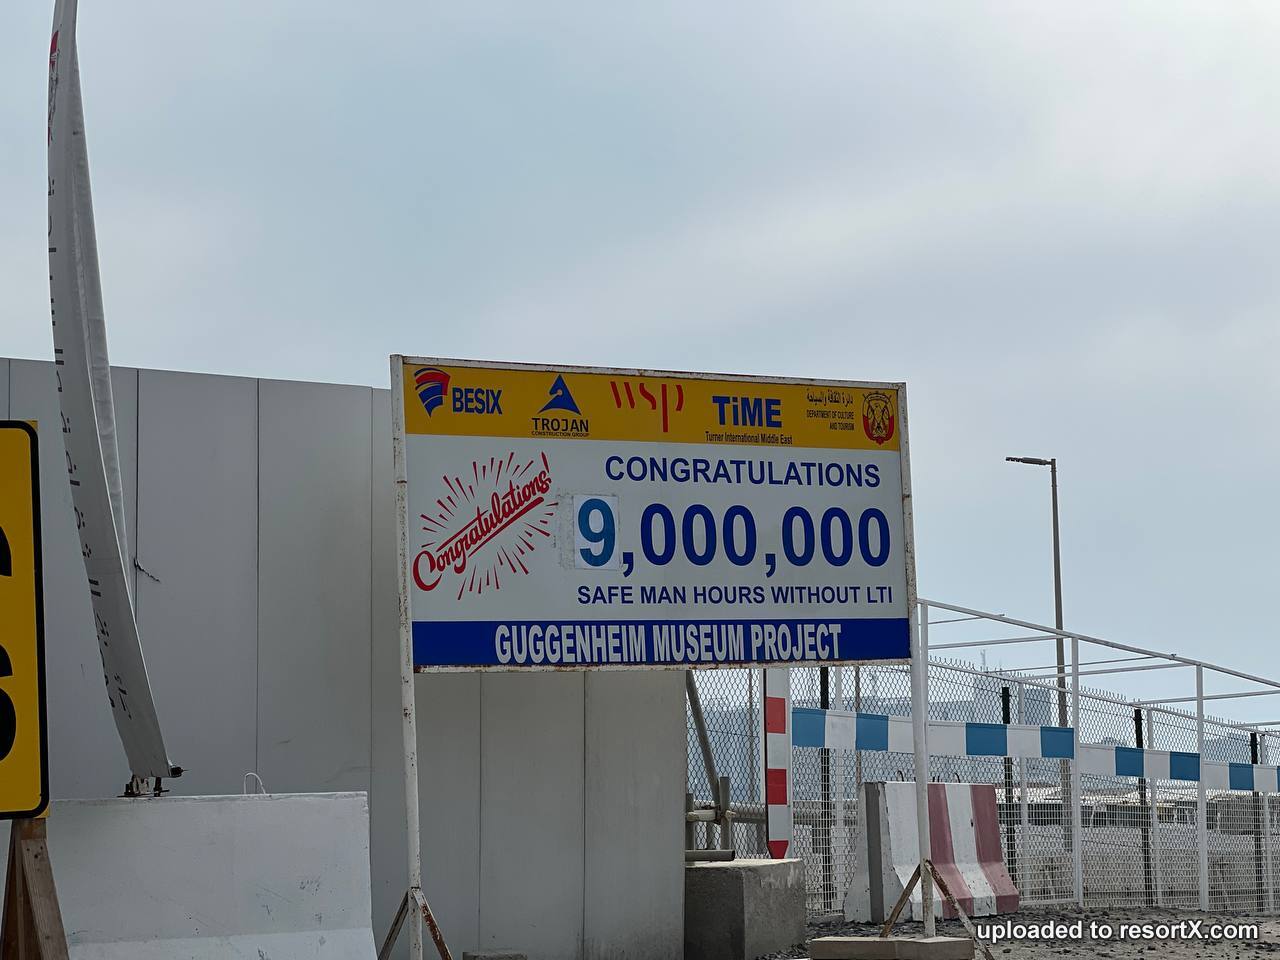 BESIX
TROJAN
CONSTRUCTION GROUP
wsp
TiME
Turner International Middle East
دائرة الثقافة والسياحة
DEPARTMENT OF CULTURE
AND TOURISM
CONGRATULATIONS
Congratulations!
9,000,000
SAFE MAN HOURS WITHOUT LTI
GUGGENHEIM MUSEUM PROJECT
uploaded to resortX.com